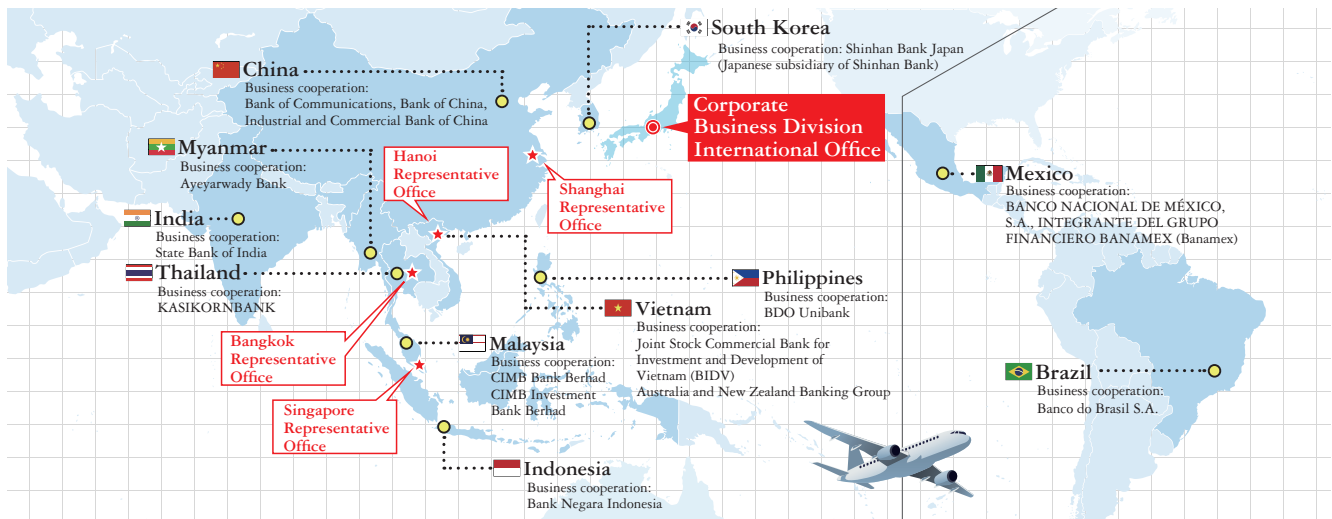 South Korea
Business cooperation: Shinhan Bank Japan
(Japanese subsidiary of Shinhan Bank)
China
Business cooperation:
Bank of Communications, Bank of China,
Industrial and Commercial Bank of China
Corporate
Business Division
International Office
Myanmar
Business cooperation:
Ayeyarwady Bank
Hanoi
Representative
Office
Shanghai
Representative
Office
Mexico
Business cooperation:
BANCO NACIONAL DE MÉXICO,
S.A., INTEGRANTE DEL GRUPO
FINANCIERO BANAMEX (Banamex)
India
Business cooperation:
State Bank of India
Thailand
Business cooperation:
KASIKORNBANK
Philippines
Business cooperation:
BDO Unibank
Vietnam
Business cooperation:
Joint Stock Commercial Bank for
Investment and Development of
Vietnam (BIDV)
Australia and New Zealand Banking Group
Bangkok
Representative
Office
Malaysia
Business cooperation:
CIMB Bank Berhad
CIMB Investment
Bank Berhad
Brazil
Business cooperation:
Banco do Brasil S.A.
Singapore
Representative
Office
Indonesia
Business cooperation:
Bank Negara Indonesia